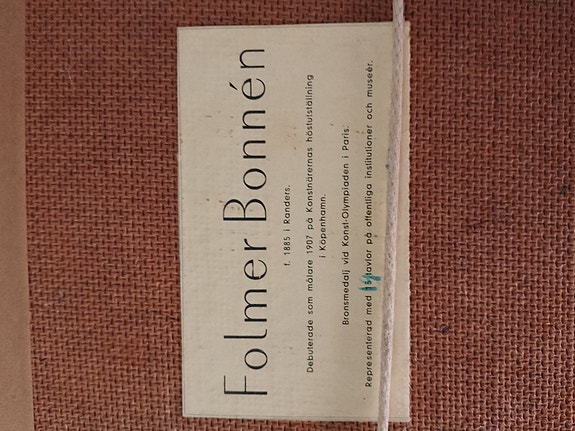 Folmer Bonnén
f. 1885 i Randers.
Debuterade som målare 1907 på Konstnärernas höstutställning
i Köpenhamn.
Bronsmedalj vid Konst-Olympiaden i Paris.
Representerad med tavlor på offentliga institutioner och museér.